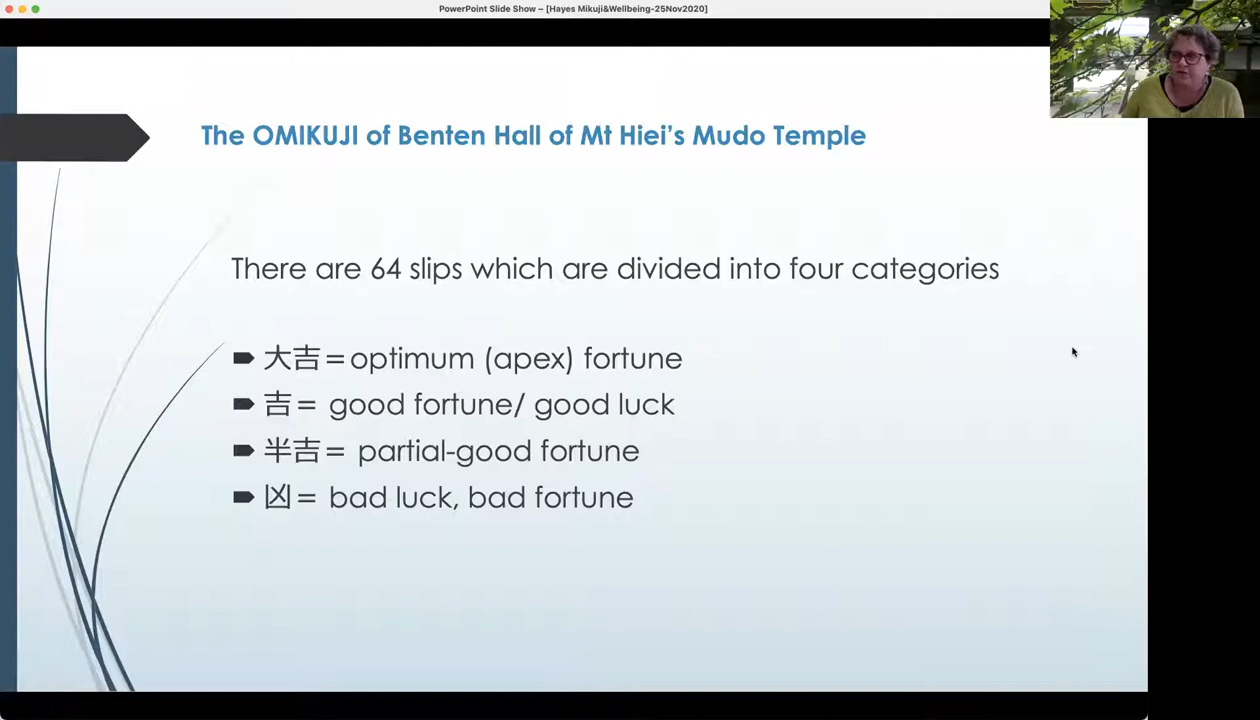 PowerPoint Slide Show – [Hayes Mikuji&Wellbeing-25Nov2020]
The OMIKUJI of Benten Hall of Mt Hiei's Mudo Temple
There are 64 slips which are divided into four categories
大吉＝optimum (apex) fortune
吉＝ good fortune/ good luck
半吉＝ partial-good fortune
凶＝ bad luck, bad fortune